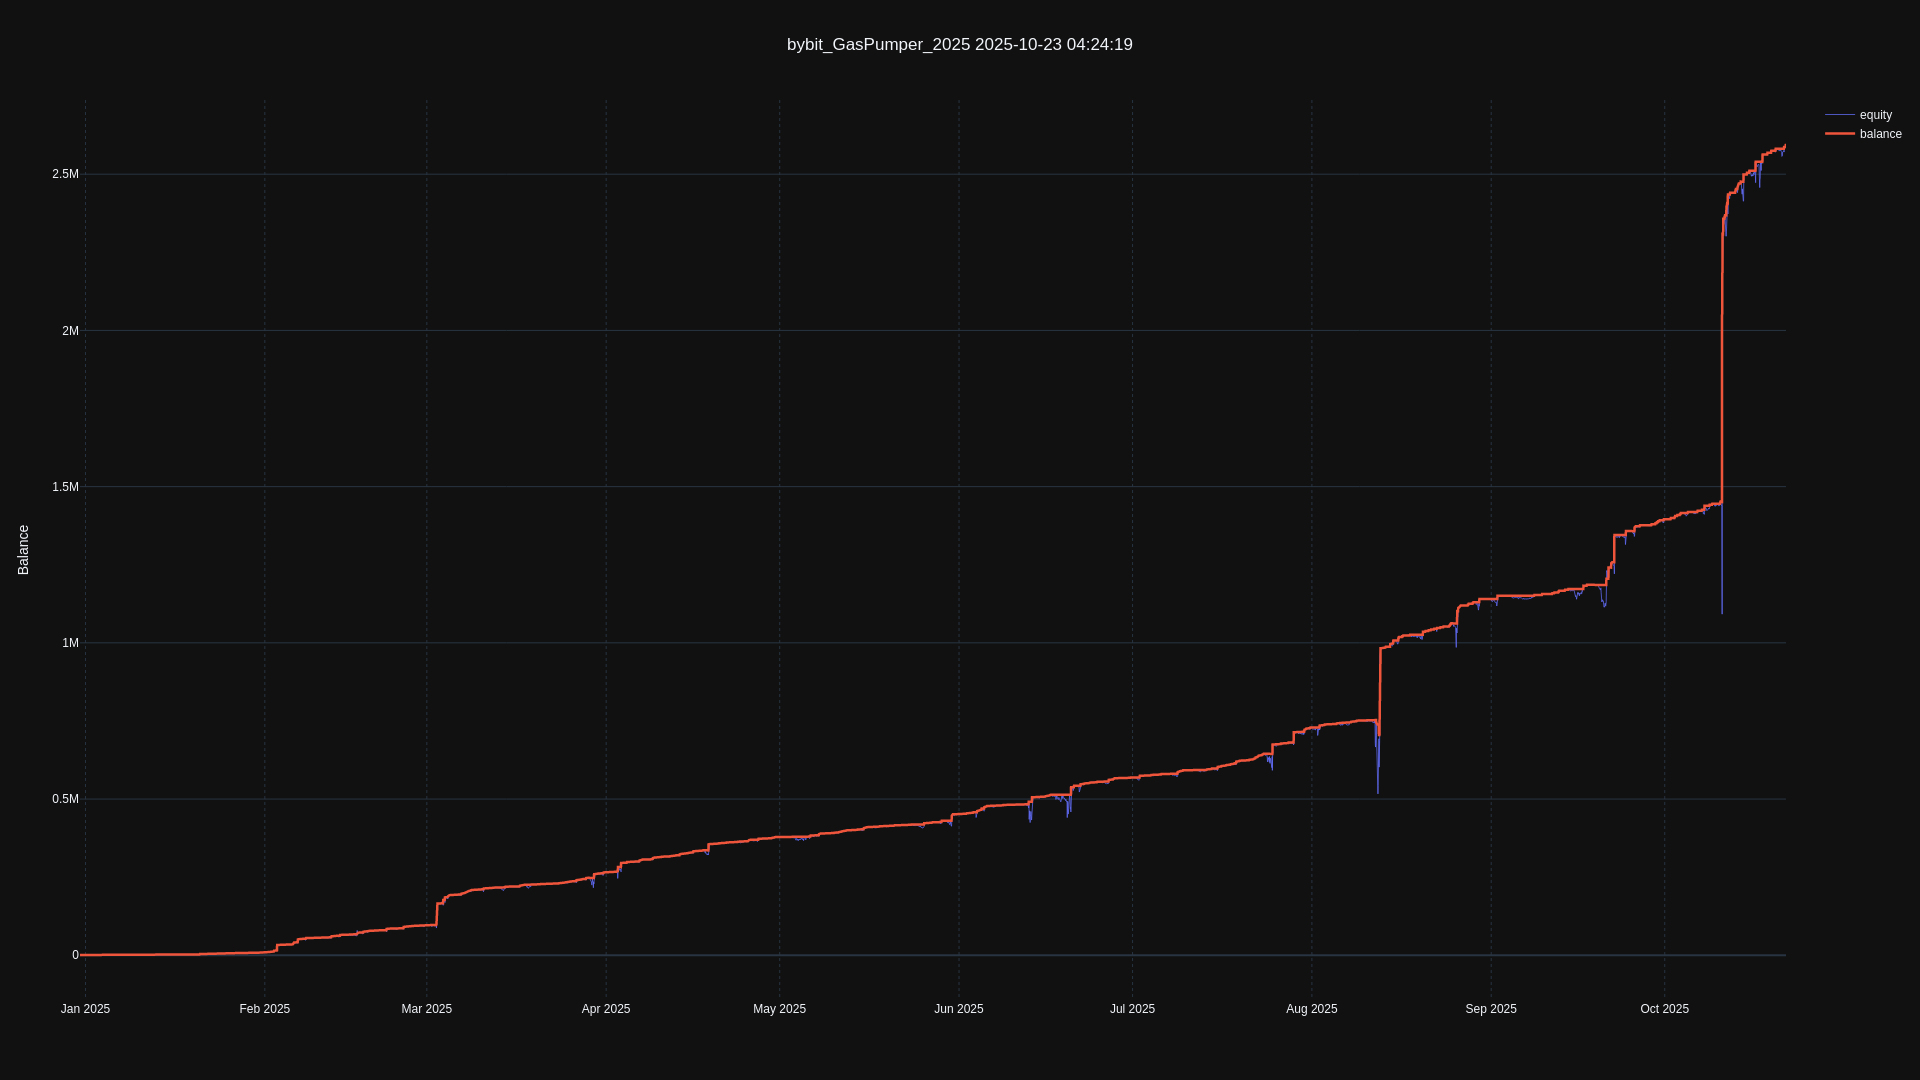 bybit_GasPumper_2025 2025-10-23 04:24:19
equity
balance
2.5M
2M
1.5M
1M
0.5M
0
Balance
Jan 2025
Feb 2025
Mar 2025
Apr 2025
May 2025
Jun 2025
Jul 2025
Aug 2025
Sep 2025
Oct 2025